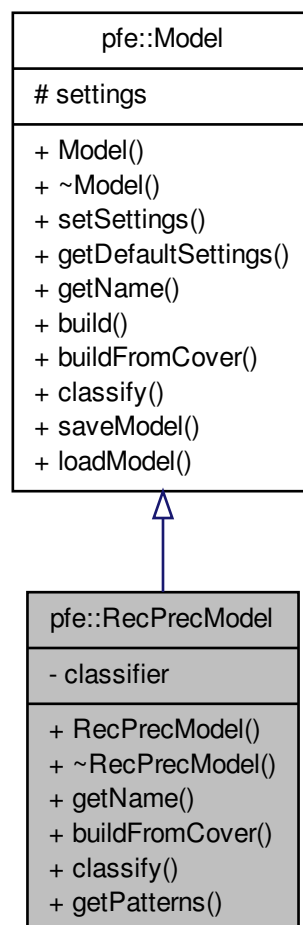 pfe::Model
# settings
+ Model()
+ ~Model()
+ setSettings()
+ getDefaultSettings()
+ getName()
+ build()
+ buildFromCover()
+ classify()
+ saveModel()
+ loadModel()
pfe::RecPrecModel
- classifier
+ RecPrecModel()
+ ~RecPrecModel()
+ getName()
+ buildFromCover()
+ classify()
+ getPatterns()